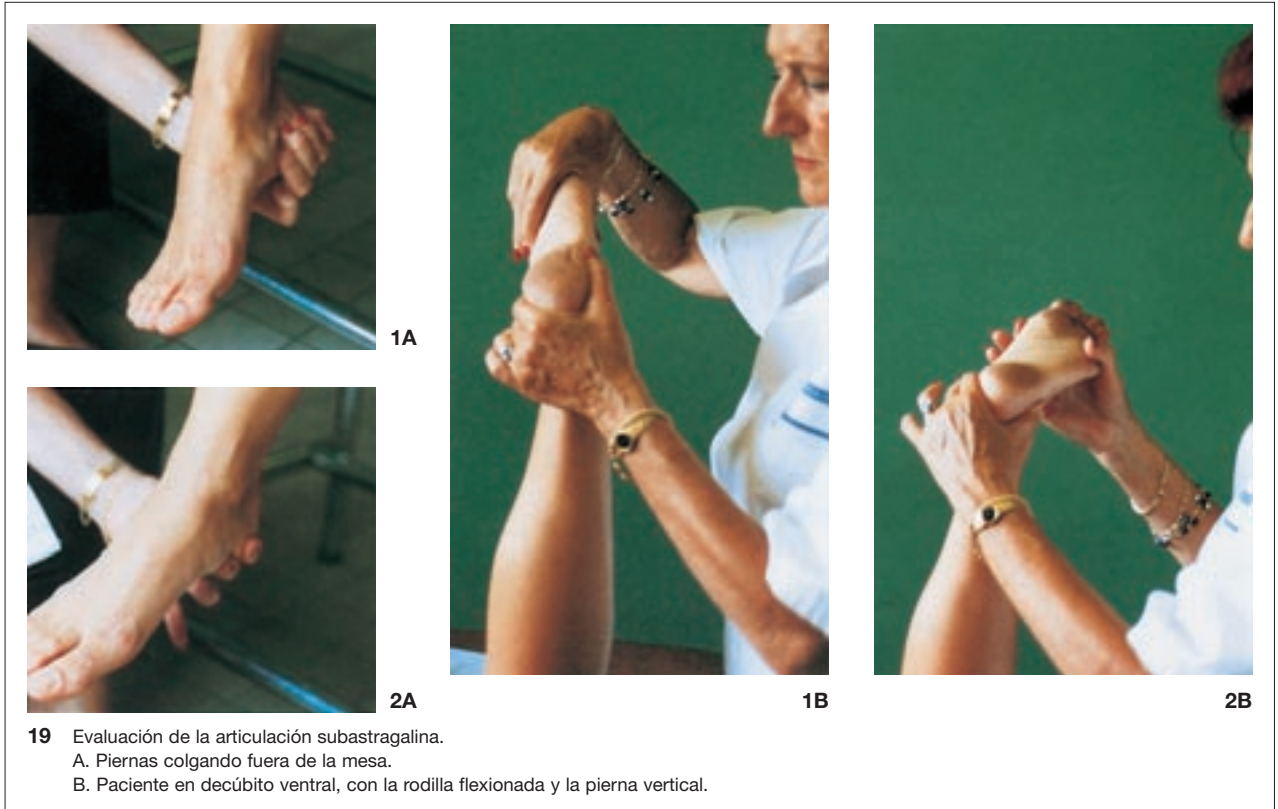 1A
2A
1B
2B
19 Evaluación de la articulación subastragalina.
A. Piernas colgando fuera de la mesa.
B. Paciente en decúbito ventral, con la rodilla flexionada y la pierna vertical.